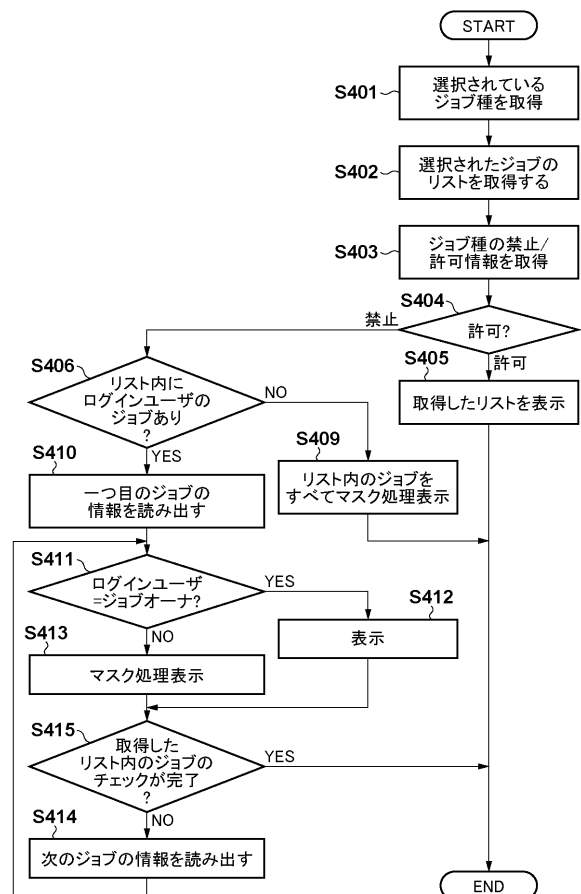 START
S401
選択されている
ジョブ種を取得
S402
選択されたジョブの
リストを取得する
S403
ジョブ種の禁止/
許可情報を取得
S404
禁止
許可?
許可
S405
取得したリストを表示
S406
リスト内に
ログインユーザの
ジョブあり
?
NO
YES
S409
リスト内のジョブを
すべてマスク処理表示
S410
一つ目のジョブの
情報を読み出す
S411
ログインユーザ
=ジョブオーナ?
YES
NO
S412
表示
S413
マスク処理表示
S415
取得した
リスト内のジョブの
チェックが完了
?
YES
NO
S414
次のジョブの情報を読み出す
END